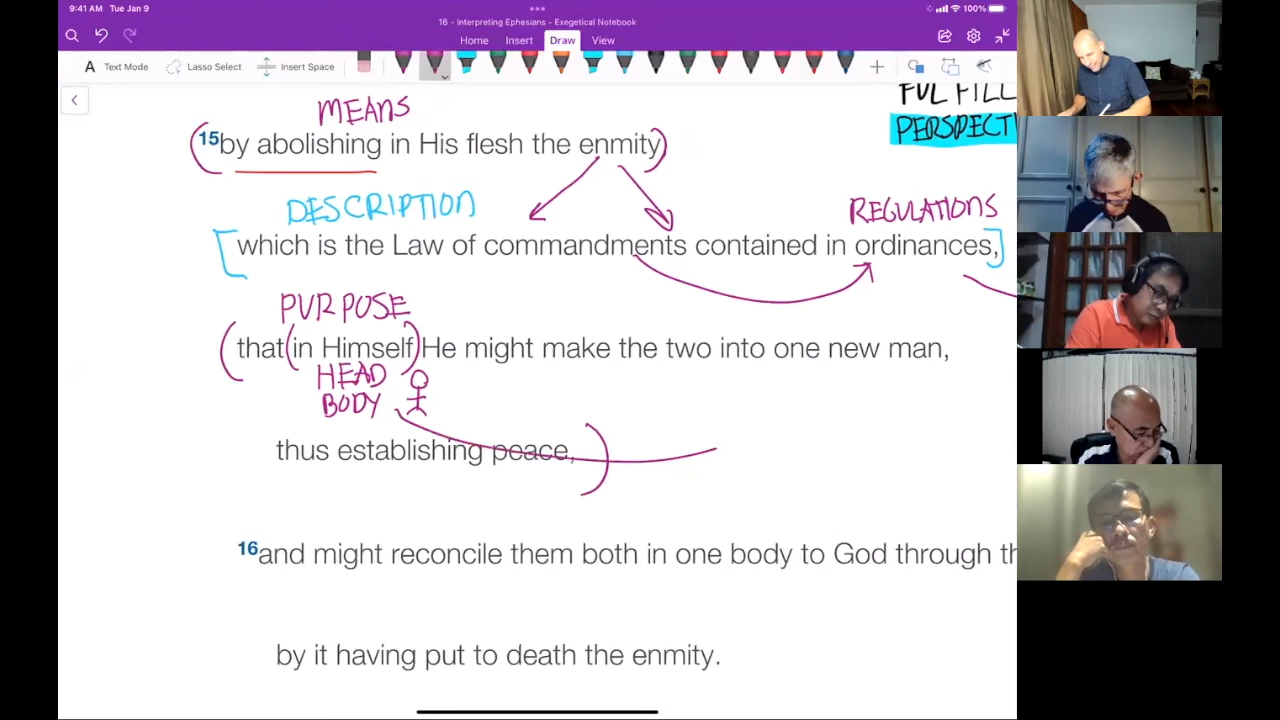 9:41 AM Tue Jan 9
100%
16 - Interpreting Ephesians - Exegetical Notebook
Home Insert Draw View
A Text Mode Lasso Select Insert Space
FULFILL
PERSPECT
MEANS
(15by abolishing in His flesh the enmity)
DESCRIPTION
REGULATIONS
[which is the Law of commandments contained in ordinances,]
PURPOSE
(that (in Himself) He might make the two into one new man,
HEAD
BODY
thus establishing peace,)
16and might reconcile them both in one body to God through th
by it having put to death the enmity.